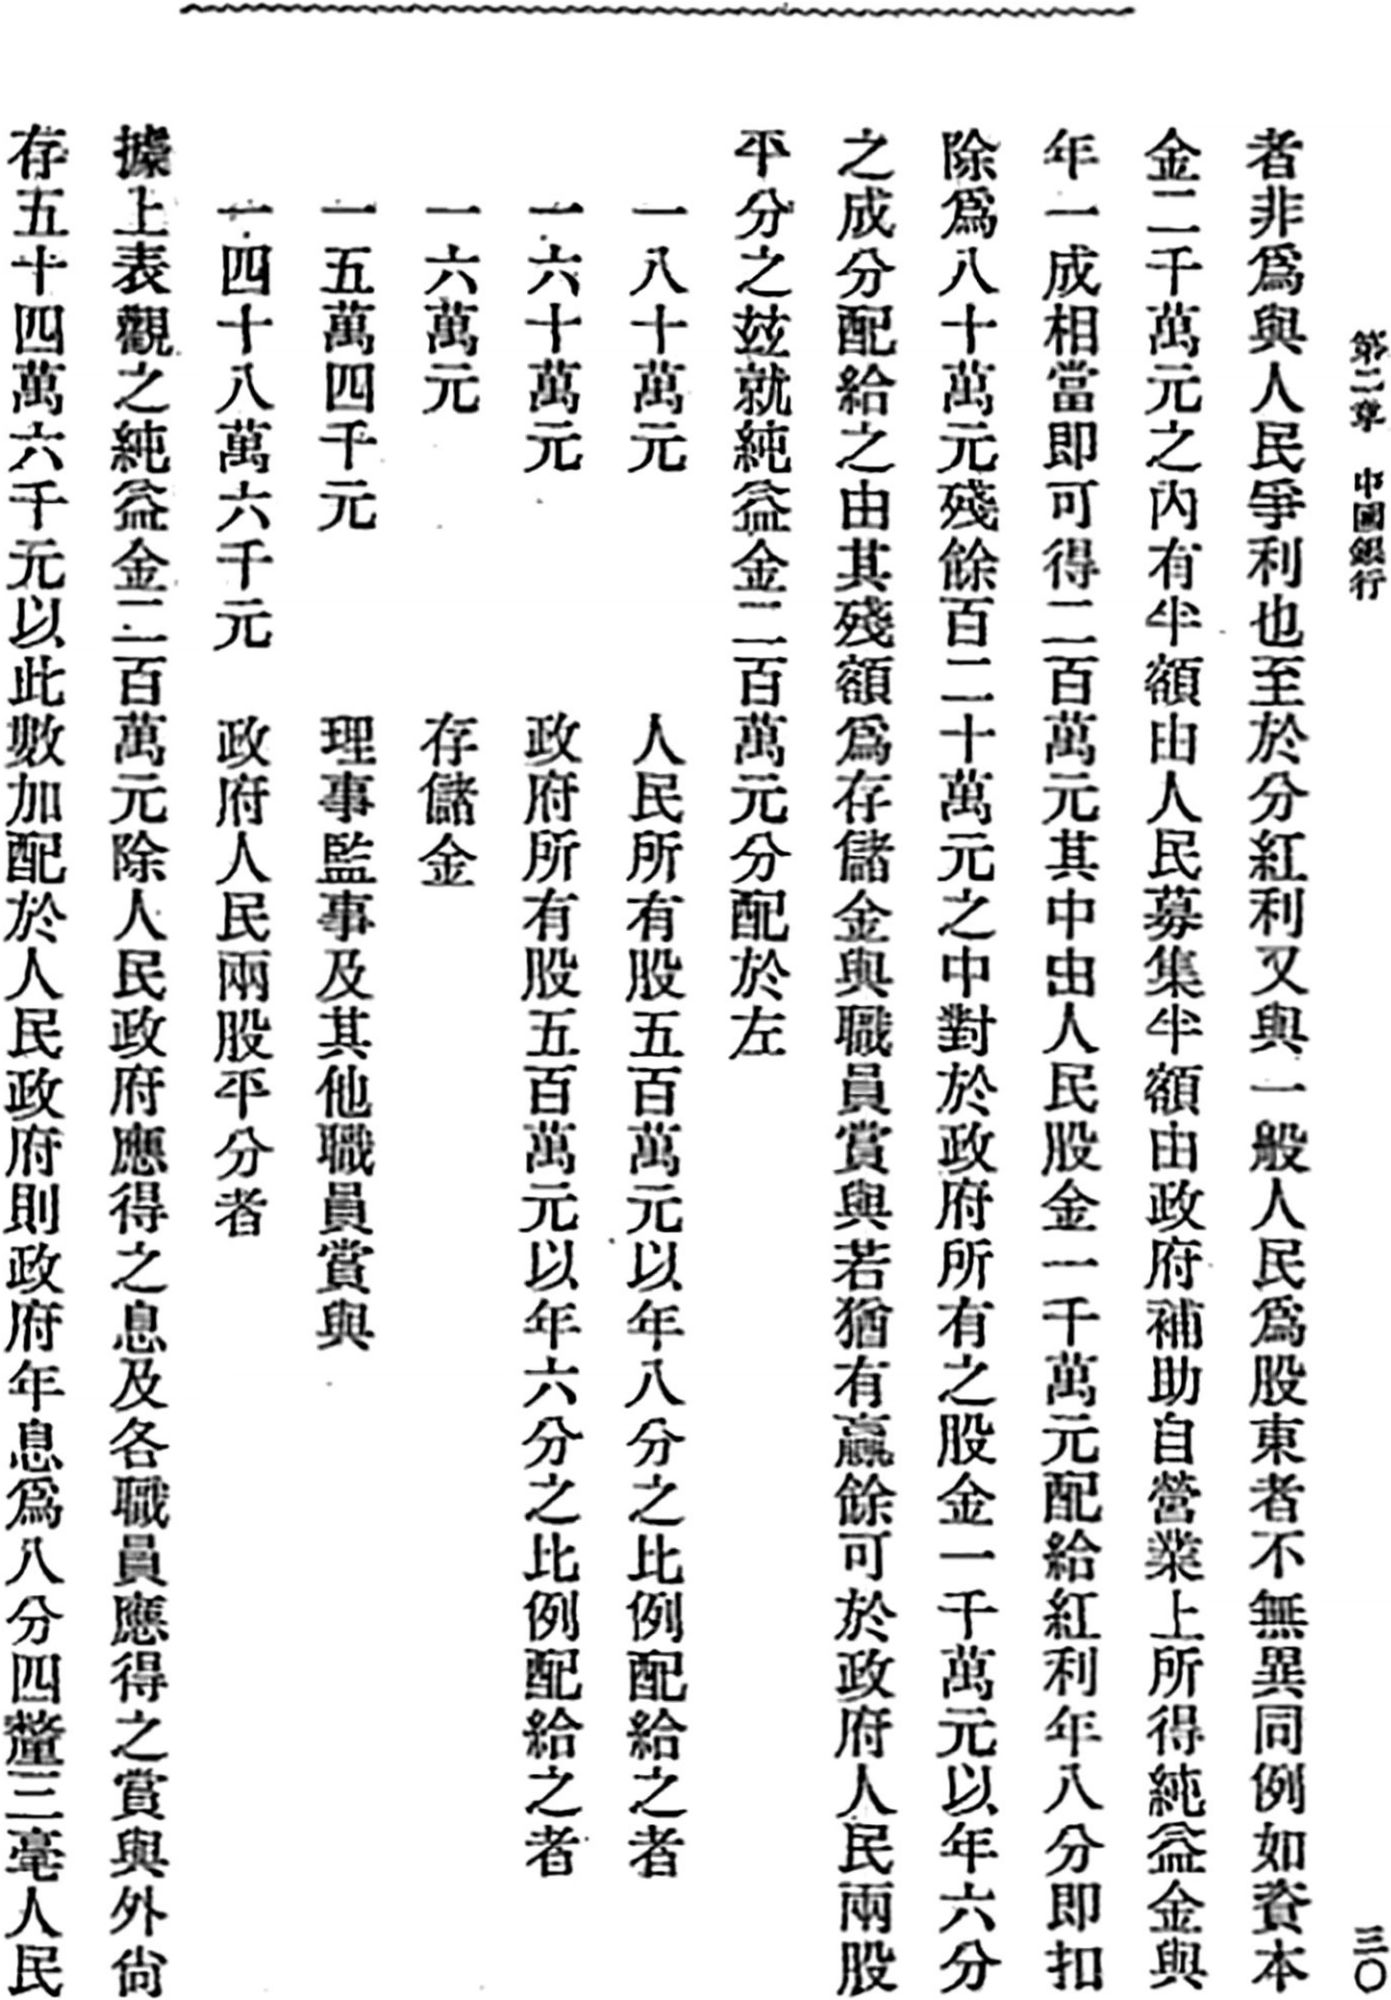 第二章　中國銀行
三〇
者非爲與人民爭利也至於分紅利又與一般人民爲股東者不無異同例如資本
金二千萬元之內有半額由人民募集半額由政府補助自營業上所得純益金與
年一成相當即可得二百萬元其中由人民股金一千萬元配給紅利年八分即扣
除爲八十萬元殘餘百二十萬元之中對於政府所有之股金一千萬元以年六分
之成分配給之由其殘額爲存儲金與職員賞與若猶有贏餘可於政府人民兩股
平分之玆就純益金二百萬元分配於左
一八十萬元　人民所有股五百萬元以年八分之比例配給之者
一六十萬元　政府所有股五百萬元以年六分之比例配給之者
一六萬元　存儲金
一五萬四千元　理事監事及其他職員賞與
一四十八萬六千元　政府人民兩股平分者
據上表觀之純益金二百萬元除人民政府應得之息及各職員應得之賞與外尙
存五十四萬六千元以此數加配於人民政府則政府年息爲八分四釐三毫人民